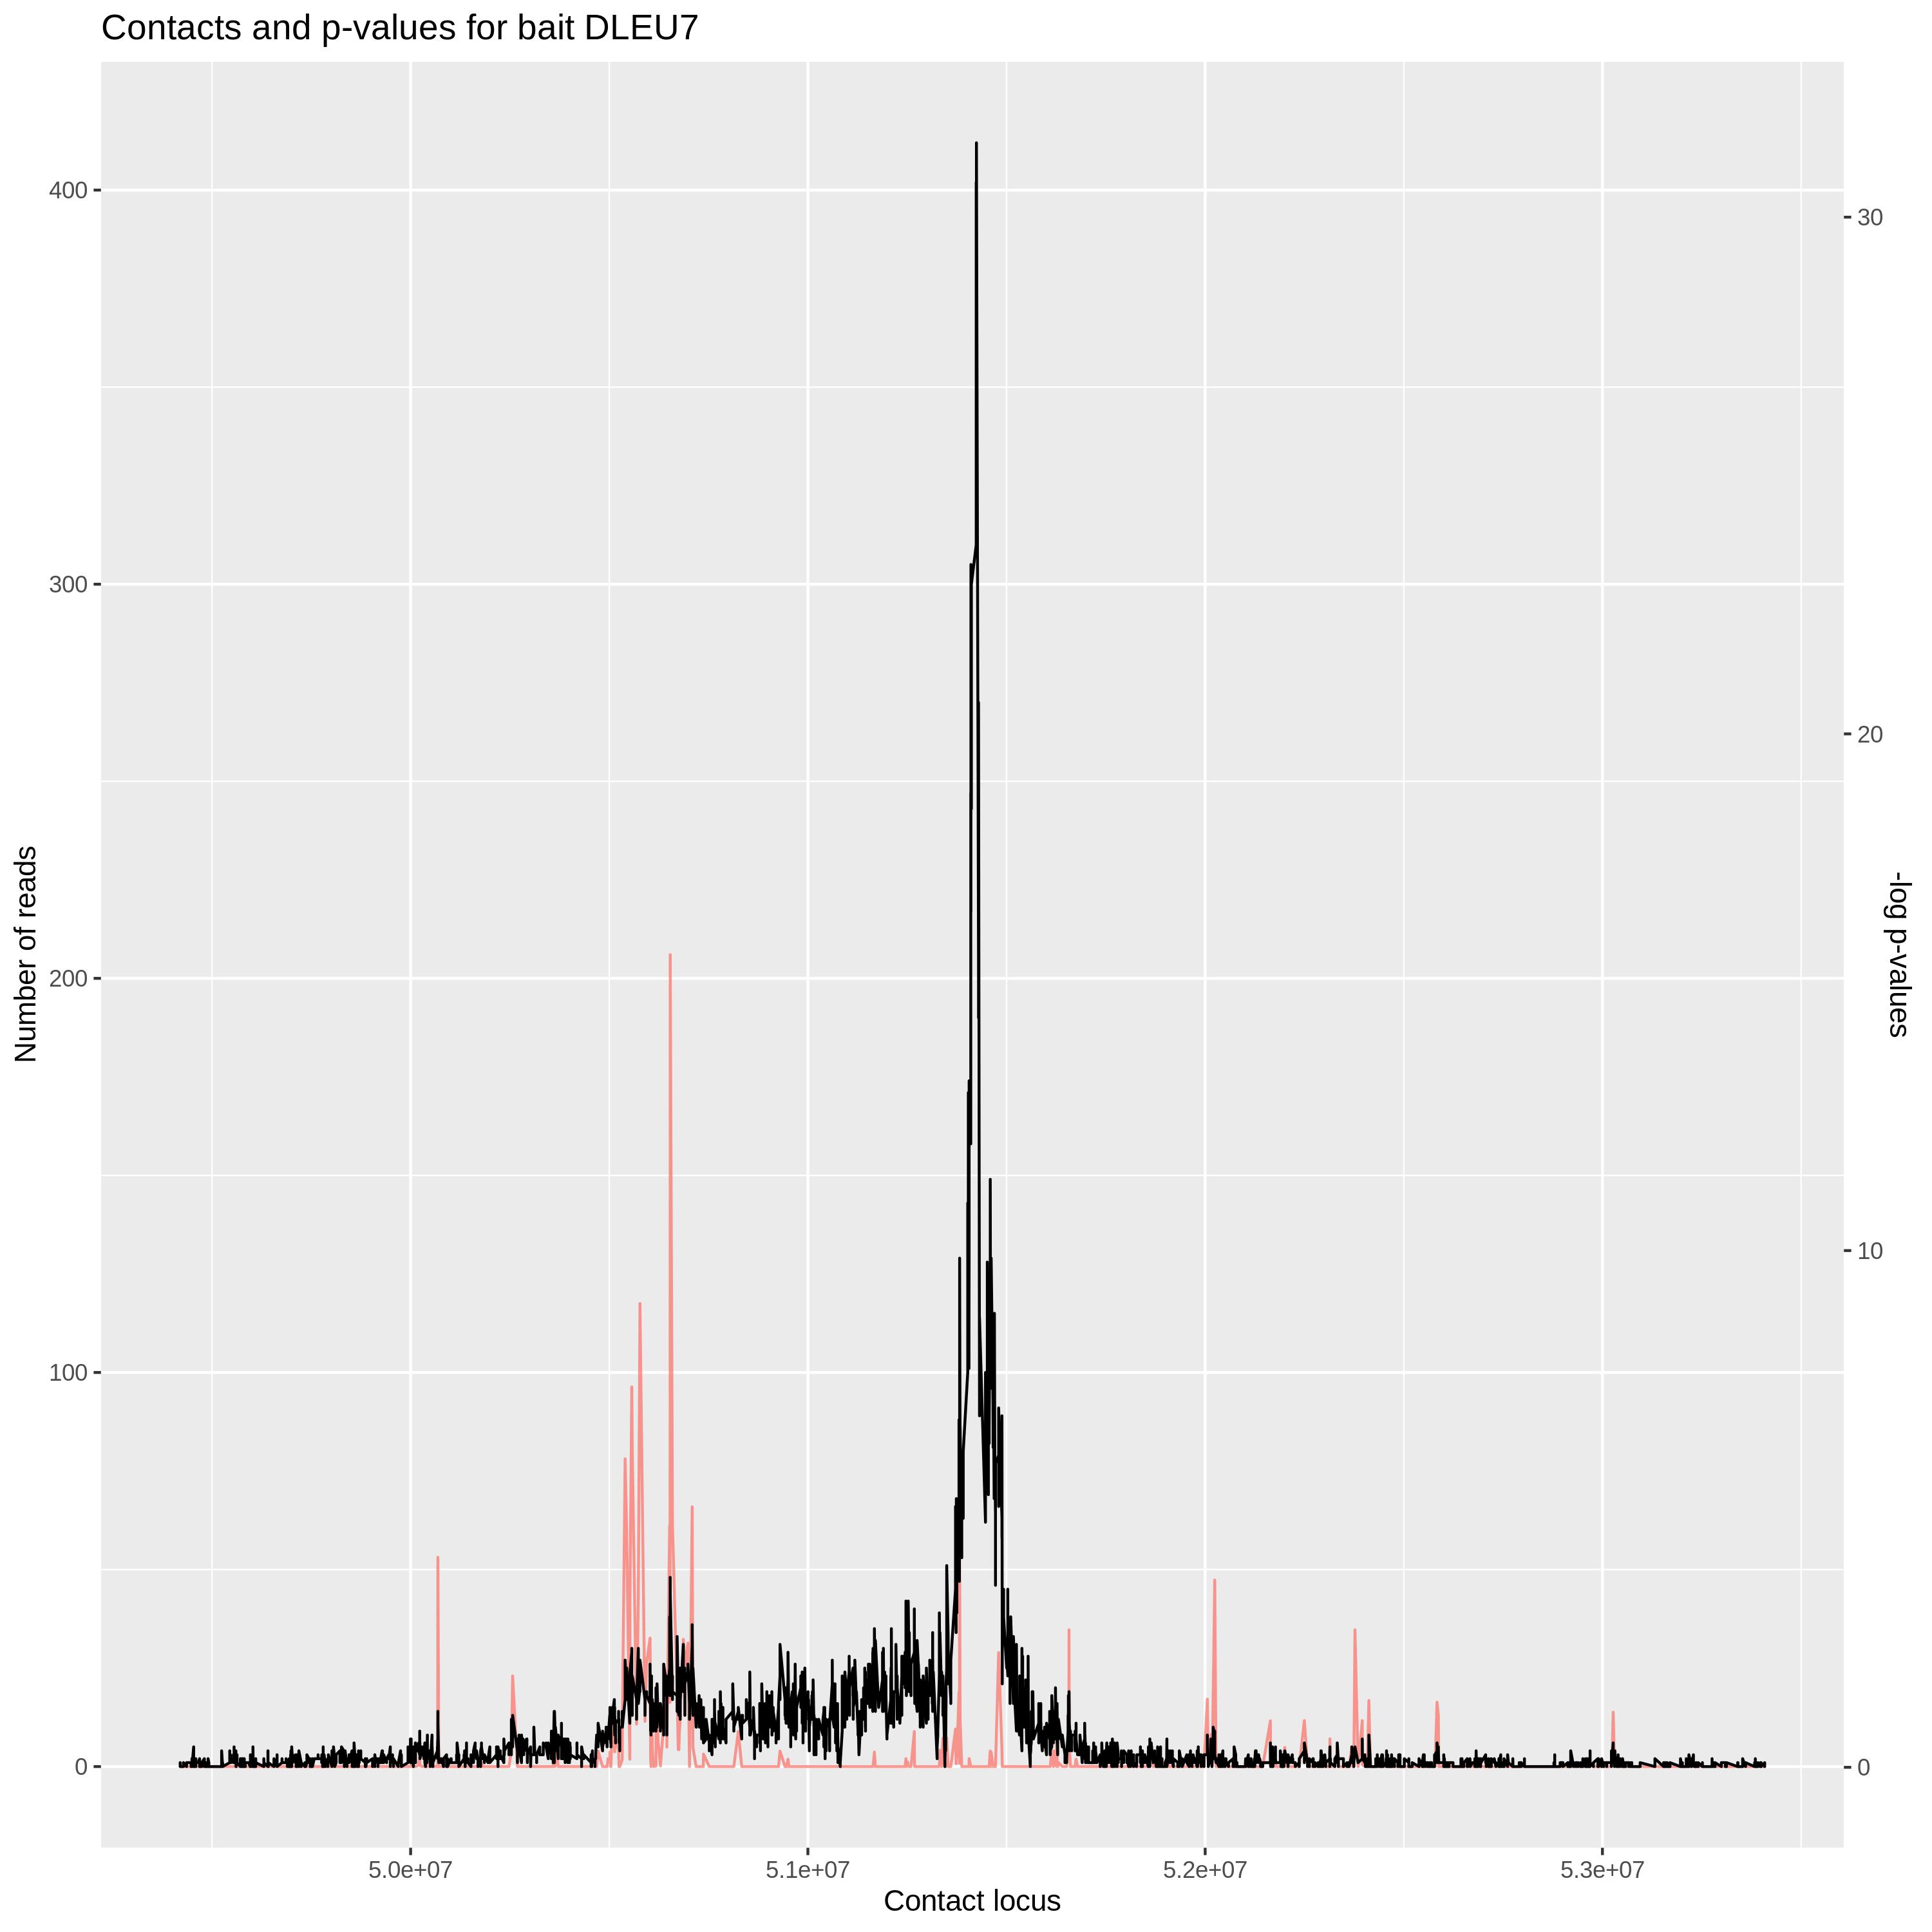 Contacts and p-values for bait DLEU7
400
300
200
100
0
Number of reads
30
20
10
0
-log p-values
5.0e+07
5.1e+07
5.2e+07
5.3e+07
Contact locus